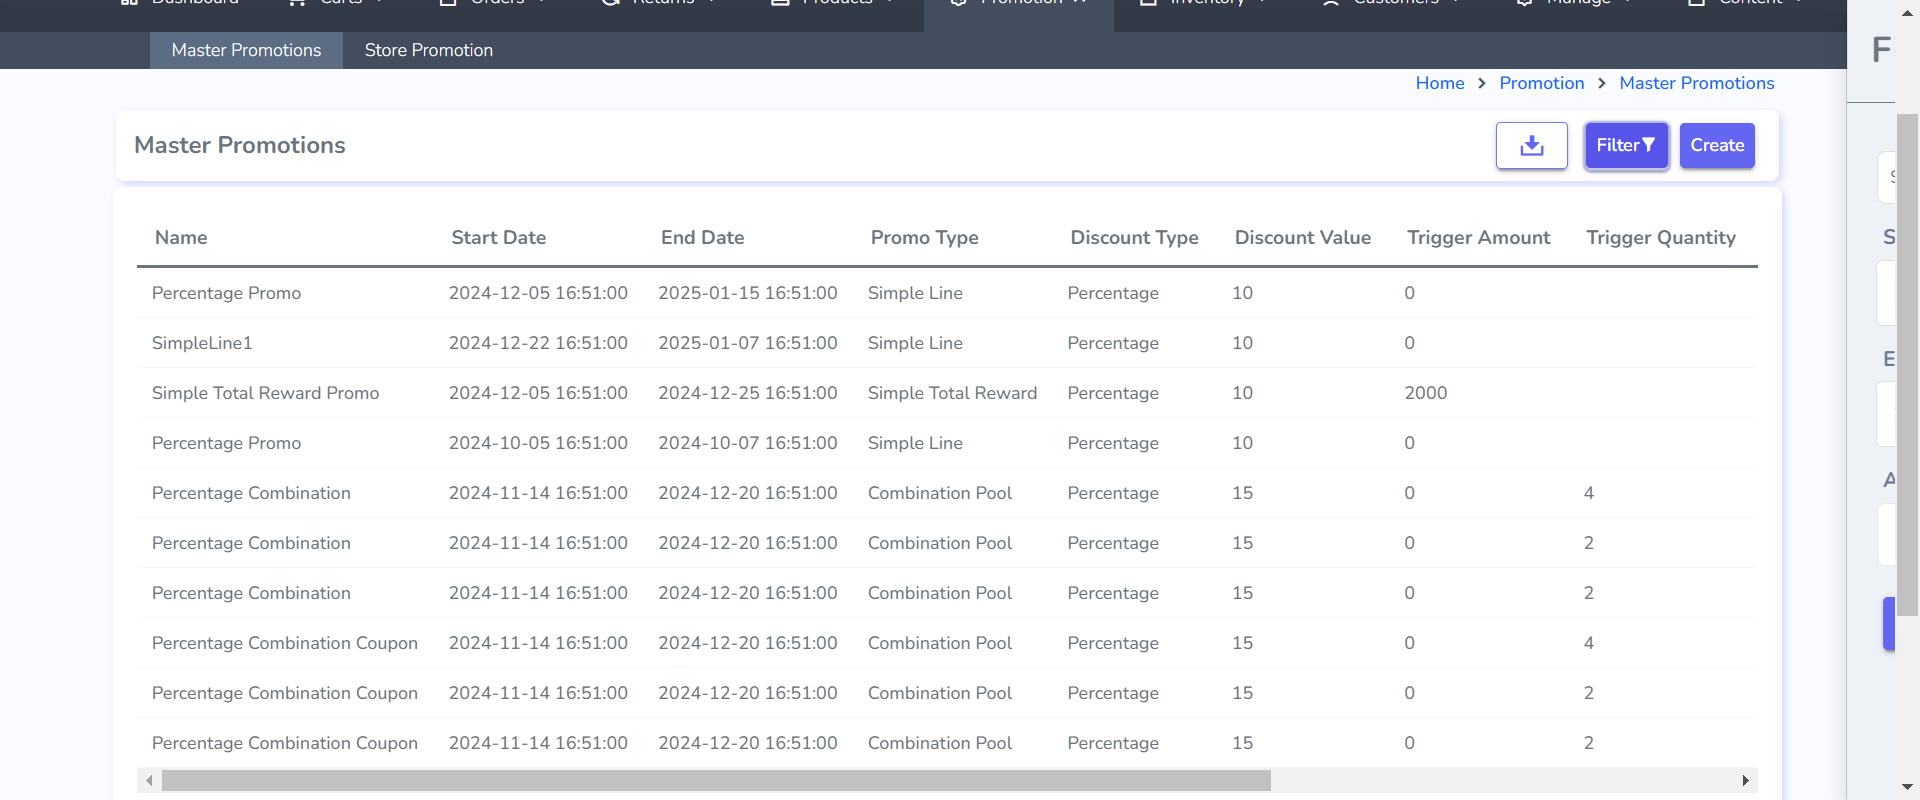 Dashboard Carts Orders Returns Products Promotion Inventory Customers Manage Content
Master Promotions Store Promotion
F
Home > Promotion > Master Promotions
Master Promotions Filter Create
S
Name Start Date End Date Promo Type Discount Type Discount Value Trigger Amount Trigger Quantity
Percentage Promo 2024-12-05 16:51:00 2025-01-15 16:51:00 Simple Line Percentage 10 0
SimpleLine1 2024-12-22 16:51:00 2025-01-07 16:51:00 Simple Line Percentage 10 0
E
Simple Total Reward Promo 2024-12-05 16:51:00 2024-12-25 16:51:00 Simple Total Reward Percentage 10 2000
Percentage Promo 2024-10-05 16:51:00 2024-10-07 16:51:00 Simple Line Percentage 10 0
A
Percentage Combination 2024-11-14 16:51:00 2024-12-20 16:51:00 Combination Pool Percentage 15 0 4
Percentage Combination 2024-11-14 16:51:00 2024-12-20 16:51:00 Combination Pool Percentage 15 0 2
Percentage Combination 2024-11-14 16:51:00 2024-12-20 16:51:00 Combination Pool Percentage 15 0 2
Percentage Combination Coupon 2024-11-14 16:51:00 2024-12-20 16:51:00 Combination Pool Percentage 15 0 4
Percentage Combination Coupon 2024-11-14 16:51:00 2024-12-20 16:51:00 Combination Pool Percentage 15 0 2
Percentage Combination Coupon 2024-11-14 16:51:00 2024-12-20 16:51:00 Combination Pool Percentage 15 0 2